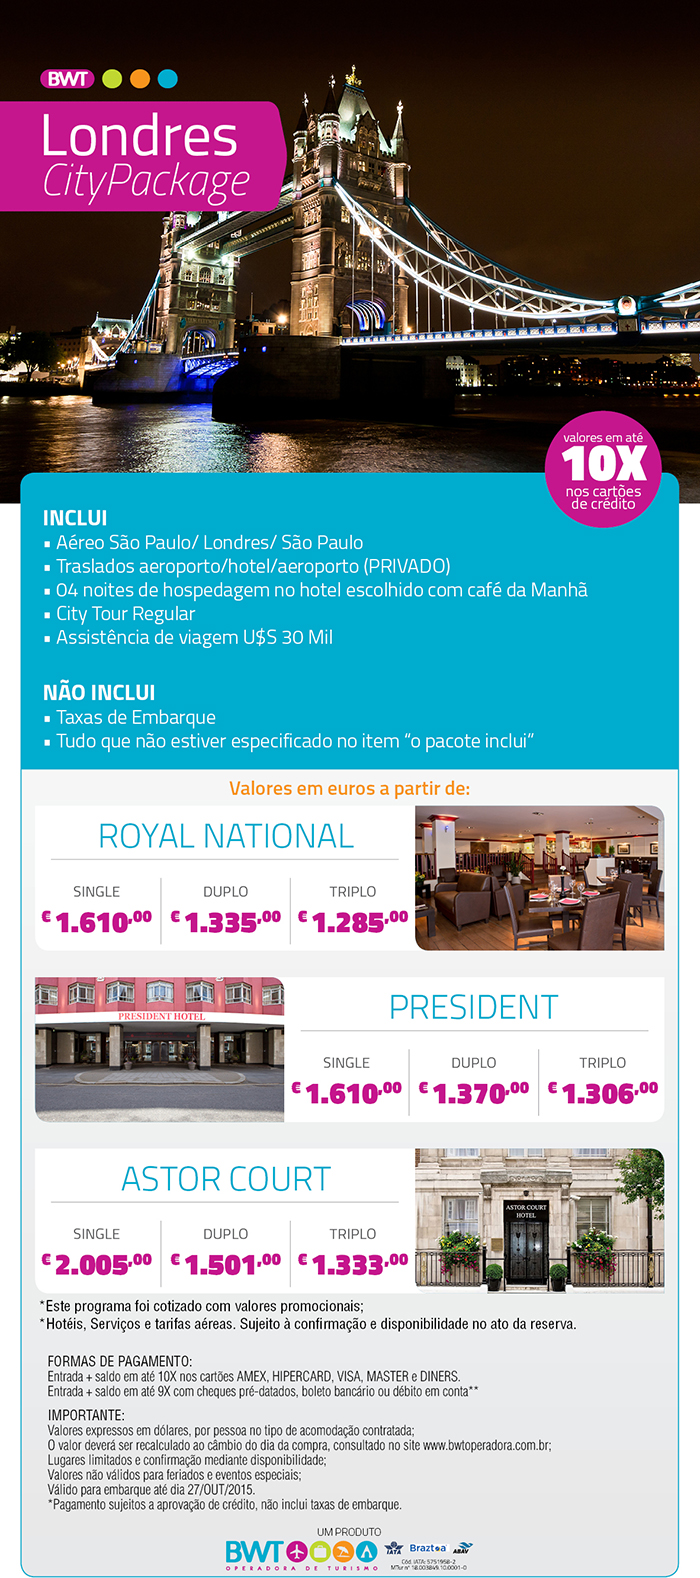 BWT
Londres
CityPackage
valores em até
10X
nos cartões
de crédito
INCLUI
▪ Aéreo São Paulo/ Londres/ São Paulo
▪ Traslados aeroporto/hotel/aeroporto (PRIVADO)
▪ 04 noites de hospedagem no hotel escolhido com café da Manhã
▪ City Tour Regular
▪ Assistência de viagem U$S 30 Mil
NÃO INCLUI
▪ Taxas de Embarque
▪ Tudo que não estiver especificado no item “o pacote inclui“
Valores em euros a partir de:
ROYAL NATIONAL
SINGLE DUPLO TRIPLO
€ 1.610,00 € 1.335,00 € 1.285,00
PRESIDENT HOTEL
PRESIDENT
SINGLE DUPLO TRIPLO
€ 1.610,00 € 1.370,00 € 1.306,00
ASTOR COURT
SINGLE DUPLO TRIPLO
€ 2.005,00 € 1.501,00 € 1.333,00
ASTOR COURT
HOTEL
*Este programa foi cotizado com valores promocionais;
*Hotéis, Serviços e tarifas aéreas. Sujeito à confirmação e disponibilidade no ato da reserva.
FORMAS DE PAGAMENTO:
Entrada + saldo em até 10X nos cartões AMEX, HIPERCARD, VISA, MASTER e DINERS.
Entrada + saldo em até 9X com cheques pré-datados, boleto bancário ou débito em conta**
IMPORTANTE:
Valores expressos em dólares, por pessoa no tipo de acomodação contratada;
O valor deverá ser recalculado ao câmbio do dia da compra, consultado no site www.bwtoperadora.com.br;
Lugares limitados e confirmação mediante disponibilidade;
Valores não válidos para feriados e eventos especiais;
Válido para embarque até dia 27/OUT/2015.
*Pagamento sujeitos a aprovação de crédito, não inclui taxas de embarque.
UM PRODUTO
BWT
OPERADORA DE TURISMO
IATA Braztoa ABAV
Cód. IATA: 5751958-2
MTur nº 18.003849.10.0001-0